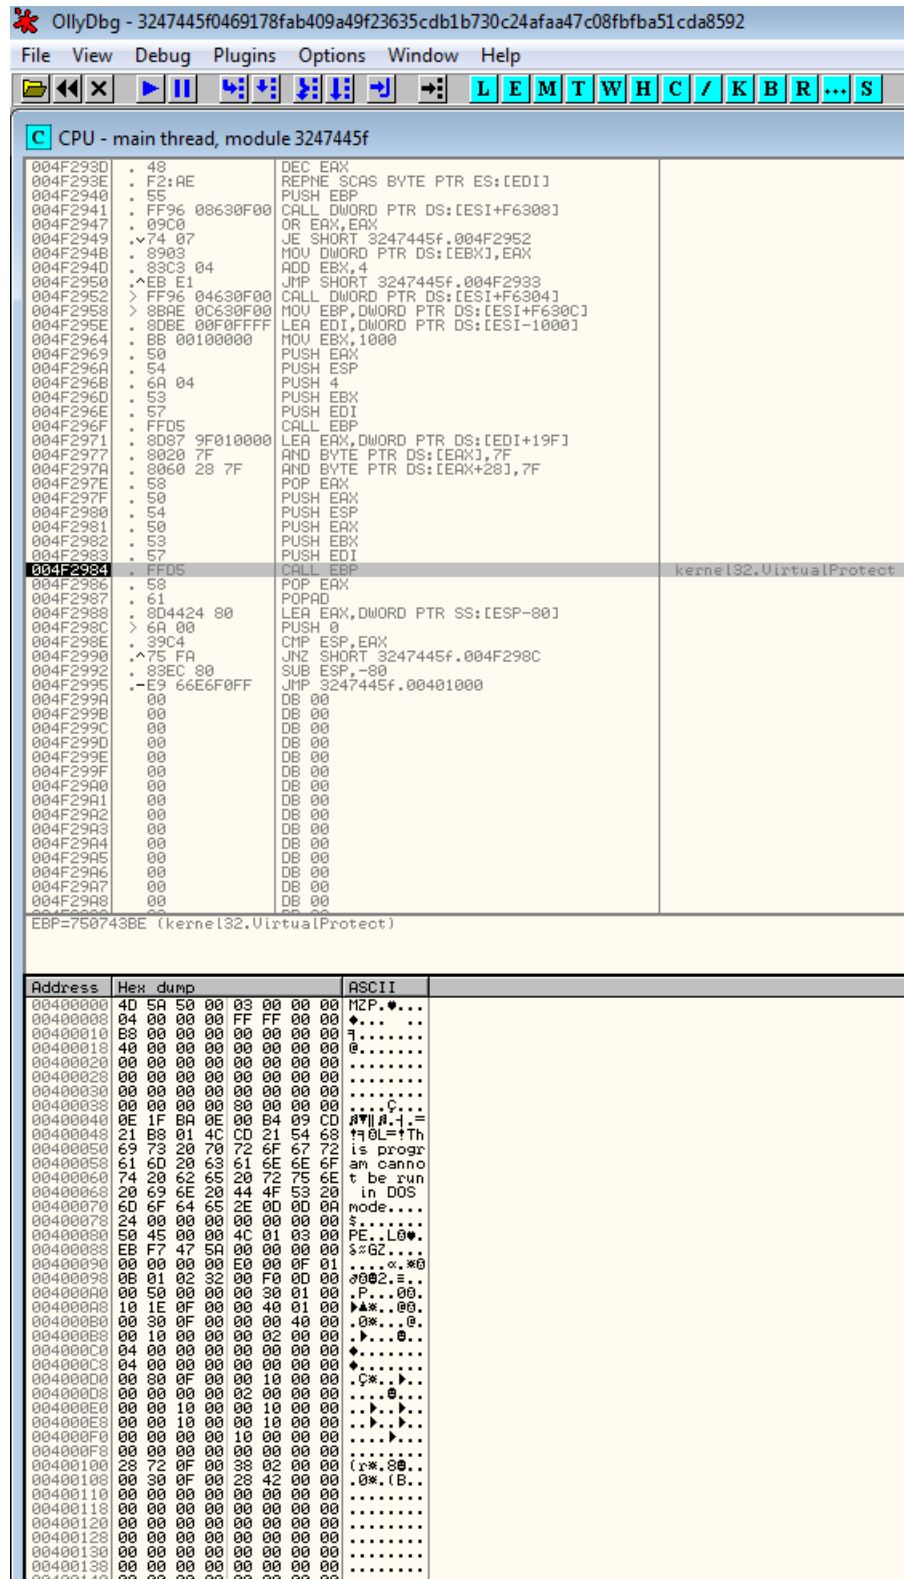 OllyDbg - 3247445f0469178fab409a49f23635cdb1b730c24afaa47c08fbfba51cda8592
File View Debug Plugins Options Window Help
L E M T W H C / K B R ... S
C CPU - main thread, module 3247445f
004F293D . 48 DEC EAX
004F293E . F2:AE REPNE SCAS BYTE PTR ES:[EDI]
004F2940 . 55 PUSH EBP
004F2941 . FF96 08630F00 CALL DWORD PTR DS:[ESI+F6308]
004F2947 . 09C0 OR EAX,EAX
004F2949 .v74 07 JE SHORT 3247445f.004F2952
004F294B . 8903 MOV DWORD PTR DS:[EBX],EAX
004F294D . 83C3 04 ADD EBX,4
004F2950 .^EB E1 JMP SHORT 3247445f.004F2933
004F2952 > FF96 04630F00 CALL DWORD PTR DS:[ESI+F6304]
004F2958 > 8BAE 0C630F00 MOV EBP,DWORD PTR DS:[ESI+F630C]
004F295E . 8DBE 00F0FFFF LEA EDI,DWORD PTR DS:[ESI-1000]
004F2964 . BB 00100000 MOV EBX,1000
004F2969 . 50 PUSH EAX
004F296A . 54 PUSH ESP
004F296B . 6A 04 PUSH 4
004F296D . 53 PUSH EBX
004F296E . 57 PUSH EDI
004F296F . FFD5 CALL EBP
004F2971 . 8D87 9F010000 LEA EAX,DWORD PTR DS:[EDI+19F]
004F2977 . 8020 7F AND BYTE PTR DS:[EAX],7F
004F297A . 8060 28 7F AND BYTE PTR DS:[EAX+28],7F
004F297E . 58 POP EAX
004F297F . 50 PUSH EAX
004F2980 . 54 PUSH ESP
004F2981 . 50 PUSH EAX
004F2982 . 53 PUSH EBX
004F2983 . 57 PUSH EDI
004F2984 . FFD5 CALL EBP kernel32.VirtualProtect
004F2986 . 58 POP EAX
004F2987 . 61 POPAD
004F2988 . 8D4424 80 LEA EAX,DWORD PTR SS:[ESP-80]
004F298C > 6A 00 PUSH 0
004F298E . 39C4 CMP ESP,EAX
004F2990 .^75 FA JNZ SHORT 3247445f.004F298C
004F2992 . 83EC 80 SUB ESP,-80
004F2995 .-E9 66E6F0FF JMP 3247445f.00401000
004F299A 00 DB 00
004F299B 00 DB 00
004F299C 00 DB 00
004F299D 00 DB 00
004F299E 00 DB 00
004F299F 00 DB 00
004F29A0 00 DB 00
004F29A1 00 DB 00
004F29A2 00 DB 00
004F29A3 00 DB 00
004F29A4 00 DB 00
004F29A5 00 DB 00
004F29A6 00 DB 00
004F29A7 00 DB 00
004F29A8 00 DB 00
EBP=750743BE (kernel32.VirtualProtect)
Address Hex dump ASCII
00400000 4D 5A 50 00 03 00 00 00 MZP.♥...
00400008 04 00 00 00 FF FF 00 00 ♦... ..
00400010 B8 00 00 00 00 00 00 00 ╕.......
00400018 40 00 00 00 00 00 00 00 @.......
00400020 00 00 00 00 00 00 00 00 ........
00400028 00 00 00 00 00 00 00 00 ........
00400030 00 00 00 00 00 00 00 00 ........
00400038 00 00 00 00 80 00 00 00 ....Ç...
00400040 0E 1F BA 0E 00 B4 09 CD ♬▼║♬.┤.=
00400048 21 B8 01 4C CD 21 54 68 !╕☺L=!Th
00400050 69 73 20 70 72 6F 67 72 is progr
00400058 61 6D 20 63 61 6E 6E 6F am canno
00400060 74 20 62 65 20 72 75 6E t be run
00400068 20 69 6E 20 44 4F 53 20 in DOS
00400070 6D 6F 64 65 2E 0D 0D 0A mode....
00400078 24 00 00 00 00 00 00 00 $.......
00400080 50 45 00 00 4C 01 03 00 PE..L☺♥.
00400088 EB F7 47 5A 00 00 00 00 δ≈GZ....
00400090 00 00 00 00 E0 00 0F 01 ....α.☼☺
00400098 0B 01 02 32 00 F0 0D 00 ♂☺☻2.≡..
004000A0 00 50 00 00 00 30 01 00 .P...0☺.
004000A8 10 1E 0F 00 00 40 01 00 ►▲☼..@☺.
004000B0 00 30 0F 00 00 00 40 00 .0☼...@.
004000B8 00 10 00 00 00 02 00 00 .►...☻..
004000C0 04 00 00 00 00 00 00 00 ♦.......
004000C8 04 00 00 00 00 00 00 00 ♦.......
004000D0 00 80 0F 00 00 10 00 00 .Ç☼..►..
004000D8 00 00 00 00 02 00 00 00 ....☻...
004000E0 00 00 10 00 00 10 00 00 ..►..►..
004000E8 00 00 10 00 00 10 00 00 ..►..►..
004000F0 00 00 00 00 10 00 00 00 ....►...
004000F8 00 00 00 00 00 00 00 00 ........
00400100 28 72 0F 00 38 02 00 00 (r☼.8☻..
00400108 00 30 0F 00 28 42 00 00 .0☼.(B..
00400110 00 00 00 00 00 00 00 00 ........
00400118 00 00 00 00 00 00 00 00 ........
00400120 00 00 00 00 00 00 00 00 ........
00400128 00 00 00 00 00 00 00 00 ........
00400130 00 00 00 00 00 00 00 00 ........
00400138 00 00 00 00 00 00 00 00 ........